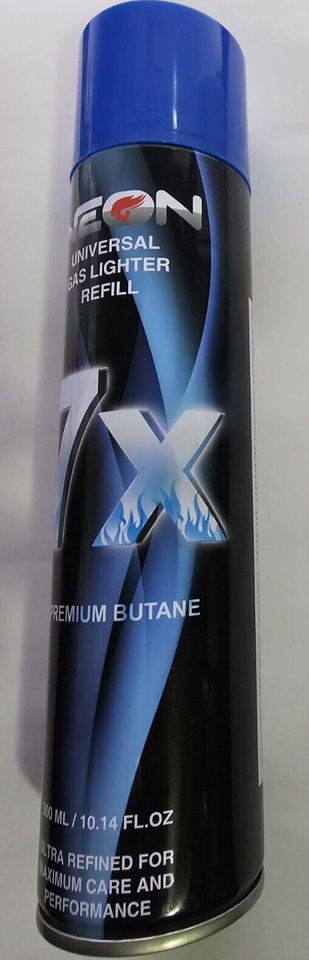 NEON
UNIVERSAL
GAS LIGHTER
REFILL
7X
PREMIUM BUTANE
300 ML / 10.14 FL.OZ
ULTRA REFINED FOR
MAXIMUM CARE AND
PERFORMANCE